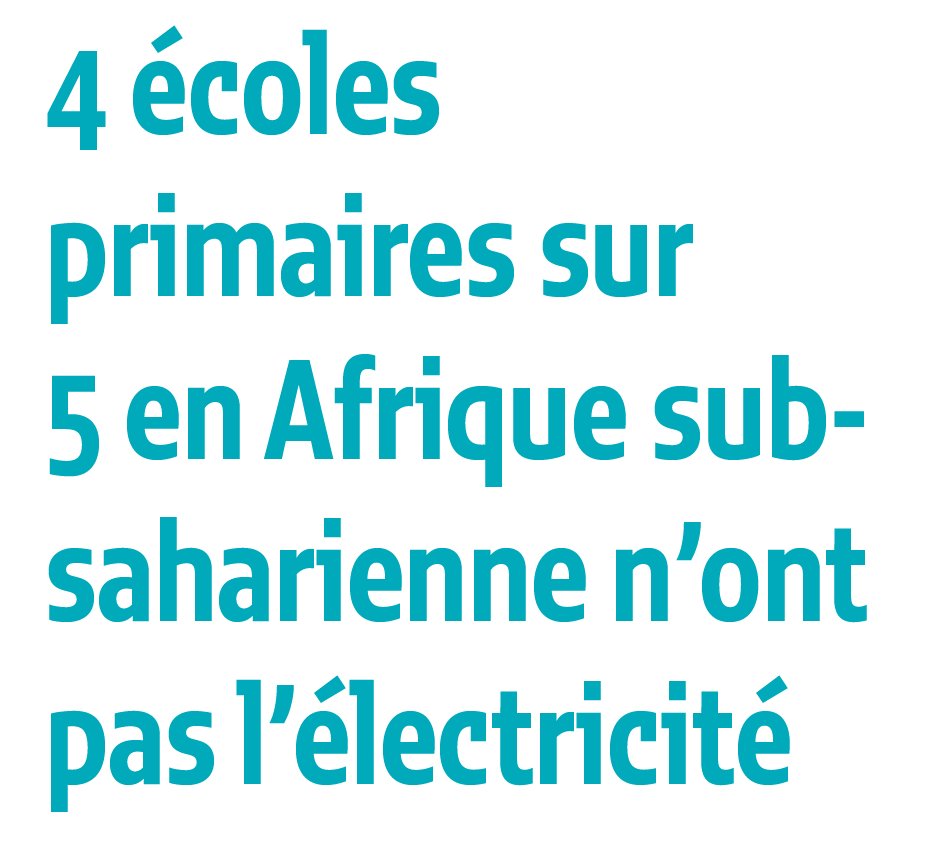 4 écoles
primaires sur
5 en Afrique sub-
saharienne n’ont
pas l’électricité